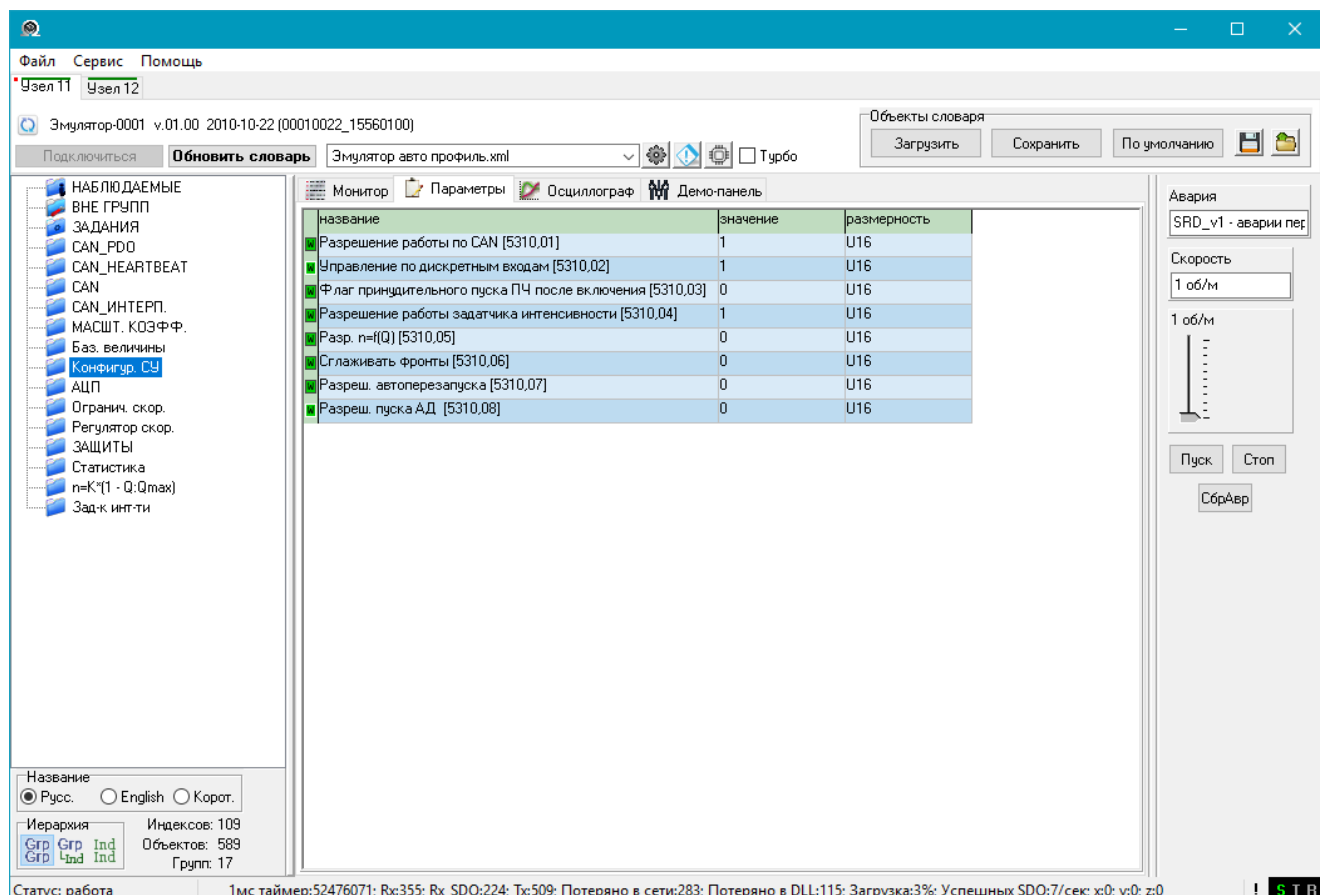 Файл Сервис Помощь
Узел 11 Узел 12
Эмулятор-0001 v.01.00 2010-10-22 (00010022_15560100)
Подключиться Обновить словарь Эмулятор авто профиль.xml Турбо
Объекты словаря
Загрузить Сохранить По умолчанию
НАБЛЮДАЕМЫЕ
ВНЕ ГРУПП
ЗАДАНИЯ
CAN_PDO
CAN_HEARTBEAT
CAN
CAN_ИНТЕРП.
МАСШТ. КОЭФФ.
Баз. величины
Конфигур. СУ
АЦП
Огранич. скор.
Регулятор скор.
ЗАЩИТЫ
Статистика
n=K*(1 - Q:Qmax)
Зад-к инт-ти
Монитор Параметры Осциллограф Демо-панель
название значение размерность
W Разрешение работы по CAN [5310,01] 1 U16
W Управление по дискретным входам [5310,02] 1 U16
W Флаг принудительного пуска ПЧ после включения [5310,03] 0 U16
W Разрешение работы задатчика интенсивности [5310,04] 1 U16
W Разр. n=f(Q) [5310,05] 0 U16
W Сглаживать фронты [5310,06] 0 U16
W Разреш. автоперезапуска [5310,07] 0 U16
W Разреш. пуска АД [5310,08] 0 U16
Авария
SRD_v1 - аварии пер
Скорость
1 об/м
1 об/м
Пуск Стоп
СбрАвр
Название
Русс. English Корот.
Иерархия
Grp Grp Ind
Grp Ind Ind
Индексов: 109
Объектов: 589
Групп: 17
Статус: работа 1мс таймер:52476071; Rx:355; Rx_SDO:224; Tx:509; Потеряно в сети:283; Потеряно в DLL:115; Загрузка:3%; Успешных SDO:7/сек; x:0; y:0; z:0 ! S T R